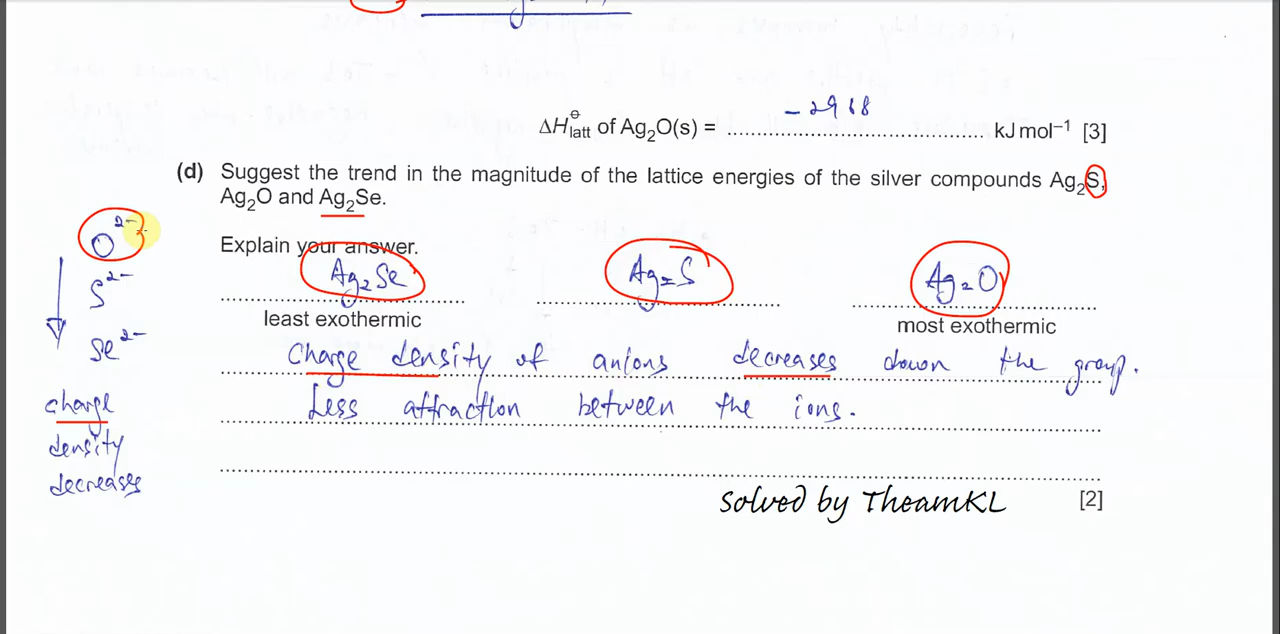 ΔH⦵latt of Ag2O(s) = ........ −2968 ........ kJ mol−1 [3]
(d) Suggest the trend in the magnitude of the lattice energies of the silver compounds Ag2S,
Ag2O and Ag2Se.
Explain your answer.
Ag2Se Ag2S Ag2O
least exothermic most exothermic
charge density of anions decreases down the group.
Less attraction between the ions.
Solved by TheamKL [2]
O2−
S2−
Se2−
charge
density
decreases